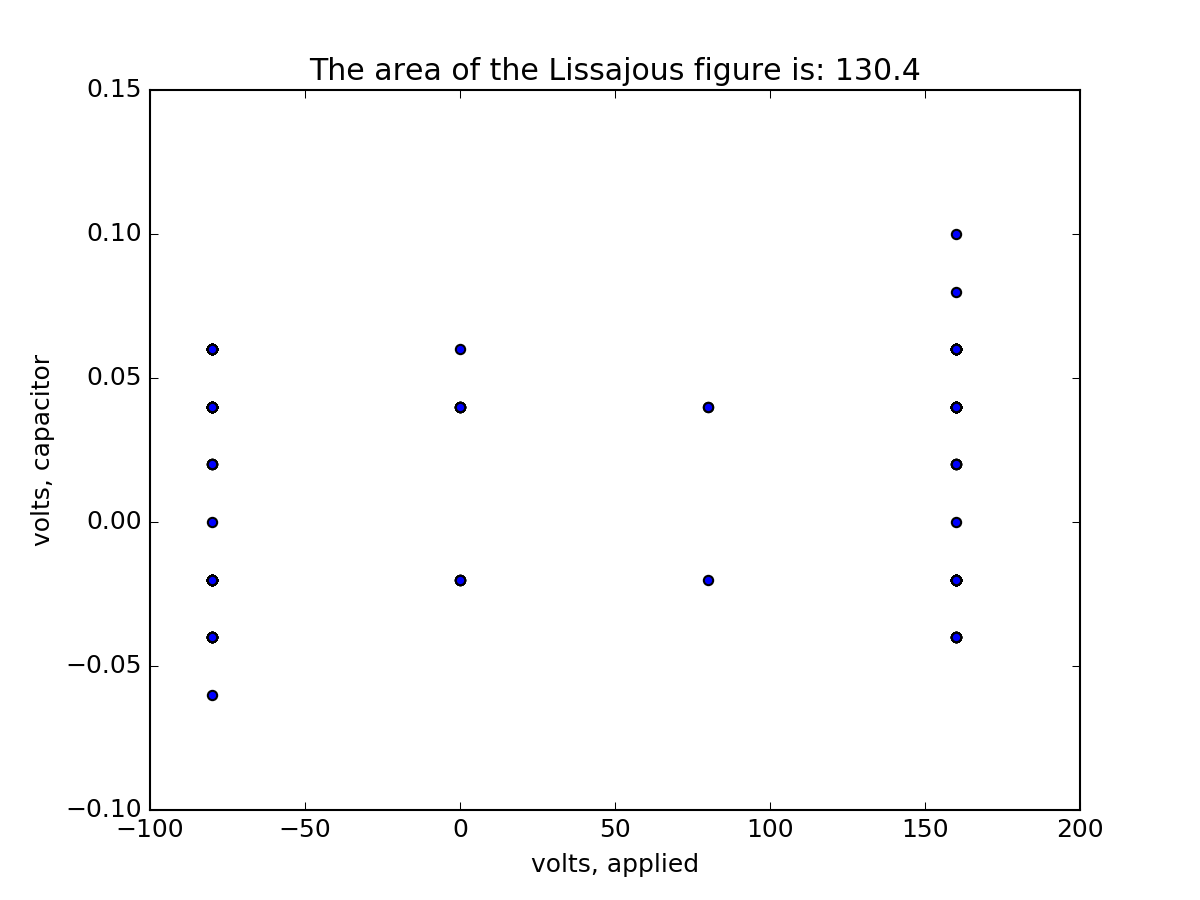 The area of the Lissajous figure is: 130.4
0.15
0.10
0.05
0.00
−0.05
−0.10
volts, capacitor
−100 −50 0 50 100 150 200
volts, applied